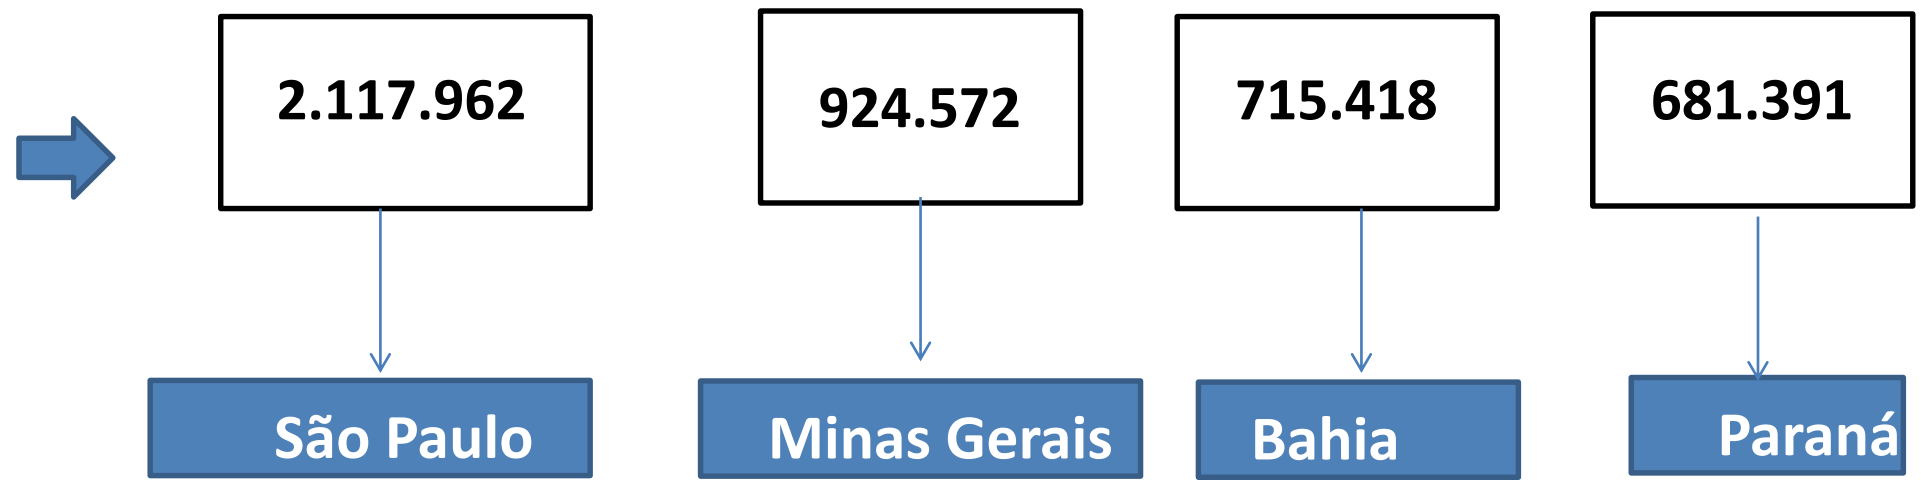 2.117.962
924.572
715.418
681.391
São Paulo
Minas Gerais
Bahia
Paraná